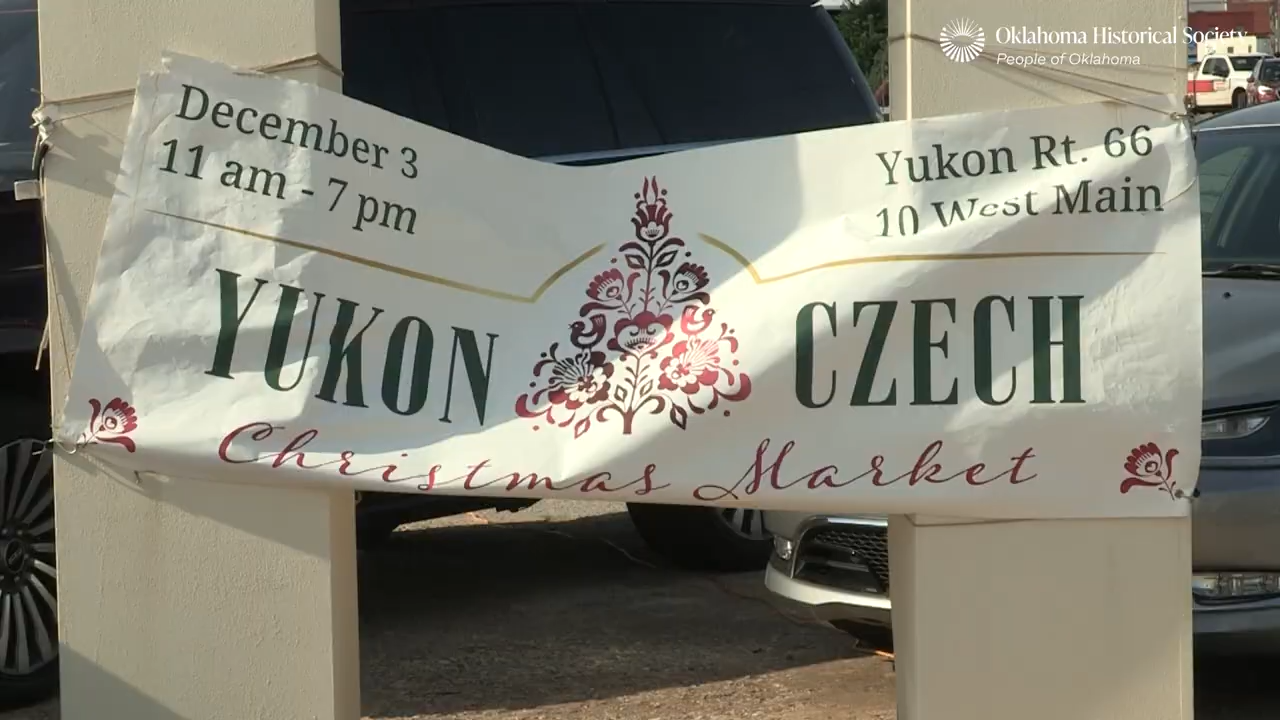 Oklahoma Historical Society
People of Oklahoma
December 3
11 am - 7 pm
Yukon Rt. 66
10 West Main
YUKON CZECH
Christmas Market